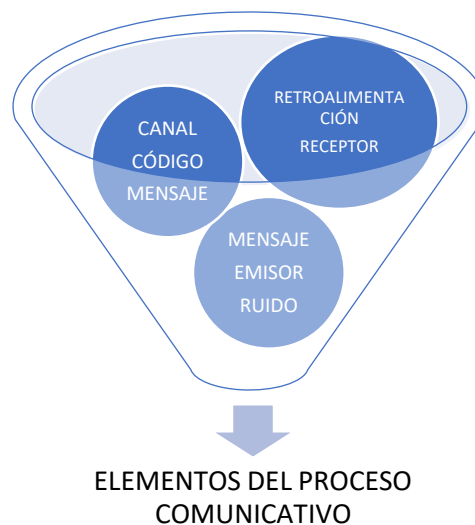 RETROALIMENTA
CIÓN
RECEPTOR
CANAL
CÓDIGO
MENSAJE
MENSAJE
EMISOR
RUIDO
ELEMENTOS DEL PROCESO
COMUNICATIVO